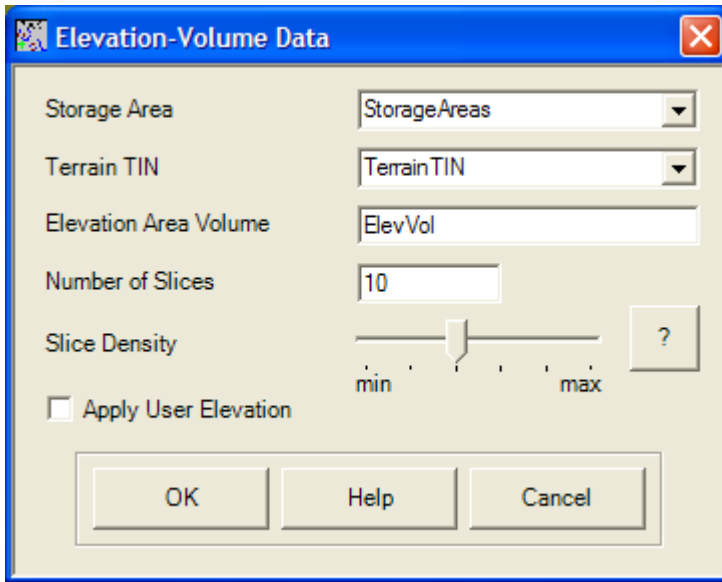 Elevation-Volume Data
Storage Area StorageAreas
Terrain TIN TerrainTIN
Elevation Area Volume ElevVol
Number of Slices 10
Slice Density ?
min max
Apply User Elevation
OK Help Cancel